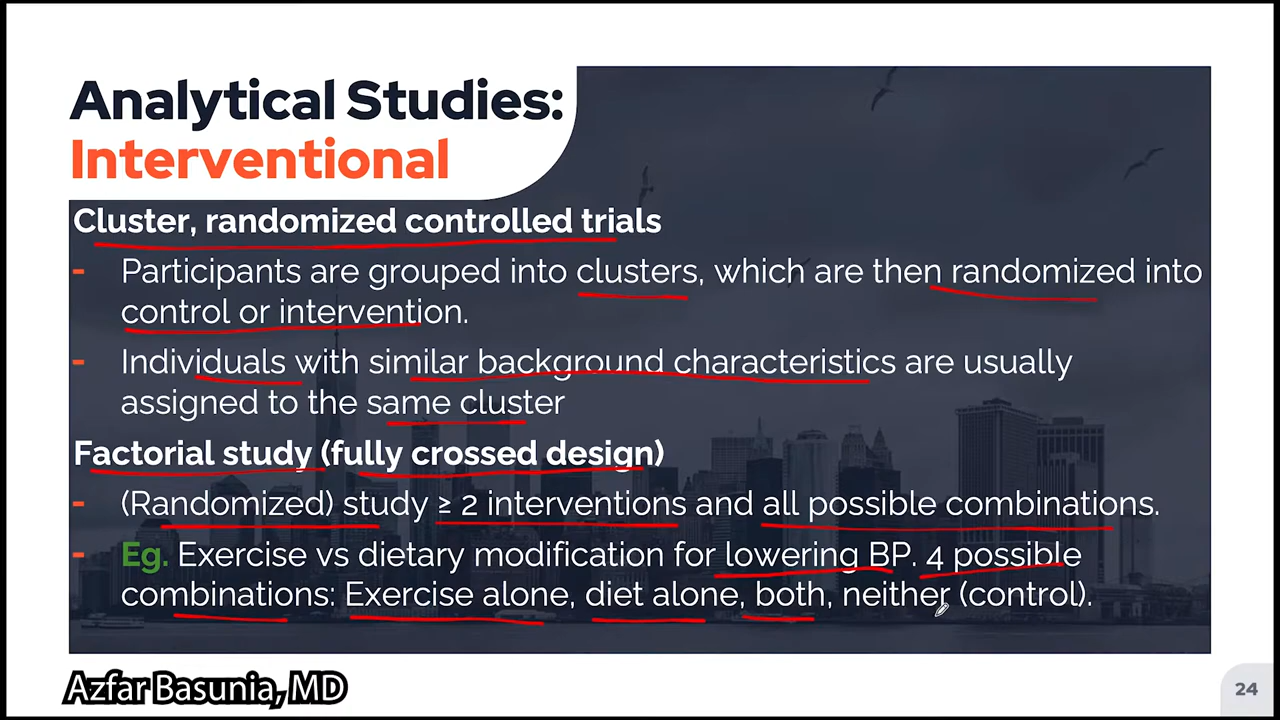 Analytical Studies:
Interventional
Cluster, randomized controlled trials
- Participants are grouped into clusters, which are then randomized into
control or intervention.
- Individuals with similar background characteristics are usually
assigned to the same cluster
Factorial study (fully crossed design)
- (Randomized) study ≥ 2 interventions and all possible combinations.
- Eg. Exercise vs dietary modification for lowering BP. 4 possible
combinations: Exercise alone, diet alone, both, neither (control).
Azfar Basunia, MD
24